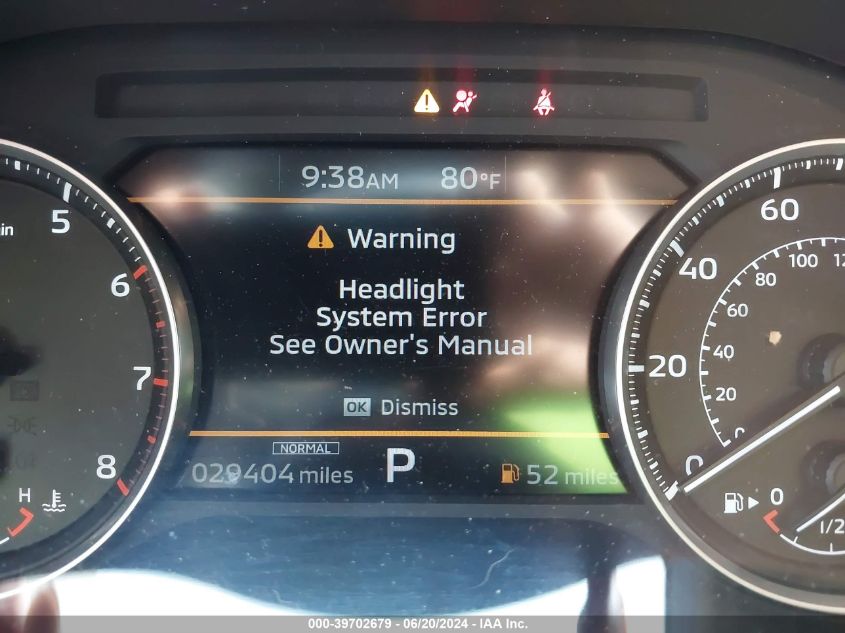 9:38AM 80°F
Warning
Headlight
System Error
See Owner's Manual
OK Dismiss
NORMAL
029404 miles P 52 miles
5
6
7
8
H
0 20 40 60
0 20 40 60 80 100
0
1/2
000-39702679 | 06/20/2024 - IAA Inc.